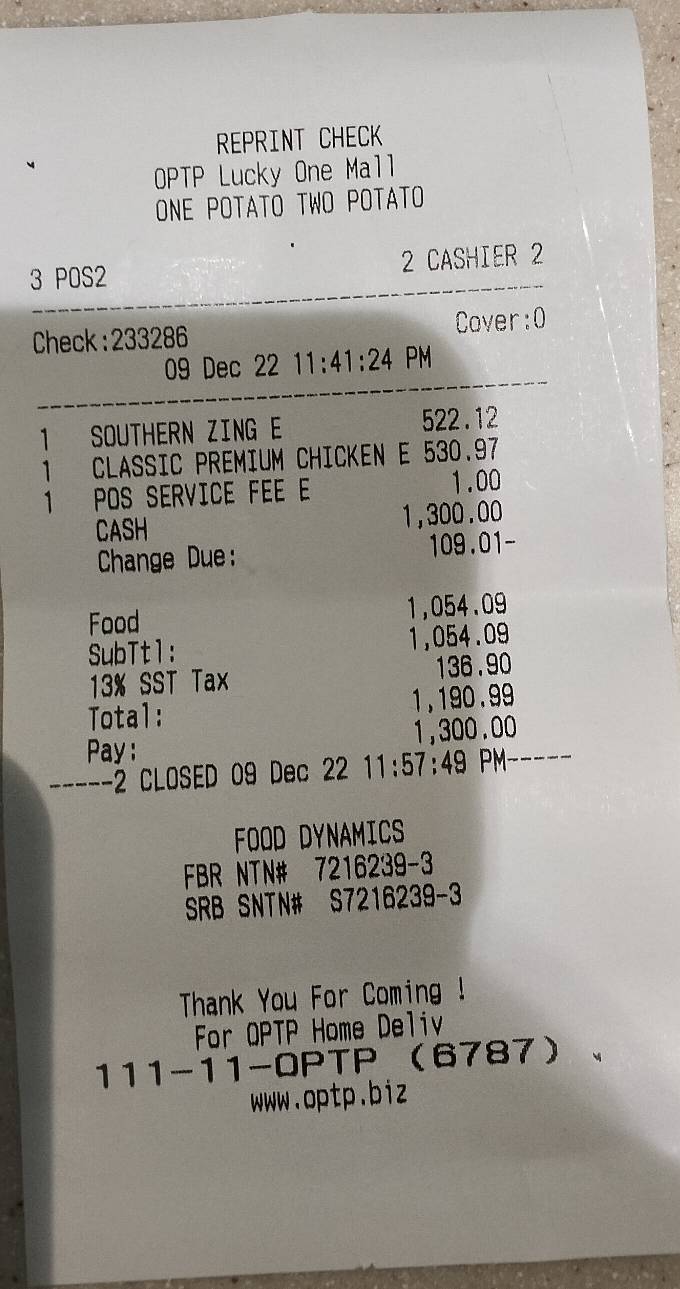 REPRINT CHECK
OPTP Lucky One Mall
ONE POTATO TWO POTATO
3 POS2 2 CASHIER 2
Check:233286 Cover:0
09 Dec 22 11:41:24 PM
1 SOUTHERN ZING E 522.12
1 CLASSIC PREMIUM CHICKEN E 530.97
1 POS SERVICE FEE E 1.00
CASH 1,300.00
Change Due: 109.01-
Food 1,054.09
SubTtl: 1,054.09
13% SST Tax 136.90
Total: 1,190.99
Pay: 1,300.00
-----2 CLOSED 09 Dec 22 11:57:49 PM-----
FOOD DYNAMICS
FBR NTN# 7216239-3
SRB SNTN# S7216239-3
Thank You For Coming !
For OPTP Home Deliv
111-11-OPTP (6787)
www.optp.biz